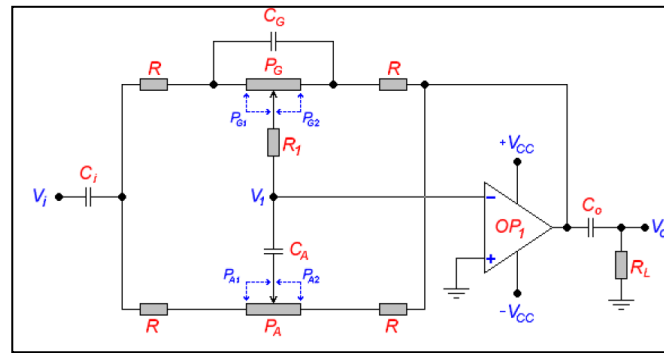 C_G
R P_G R
P_G1 P_G2
R_1
+V_CC
C_i
V_i V_1 − C_o
OP_1
C_A +
P_A1 P_A2 R_L
−V_CC
R P_A R